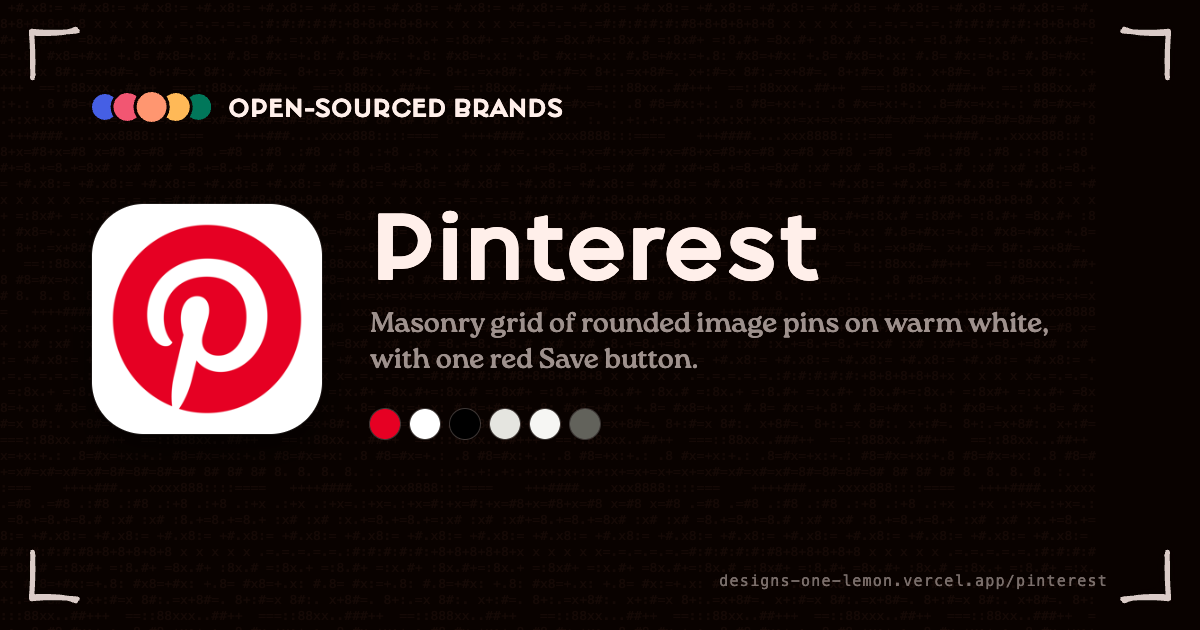 OPEN-SOURCED BRANDS
Pinterest
Masonry grid of rounded image pins on warm white,
with one red Save button.
designs-one-lemon.vercel.app/pinterest